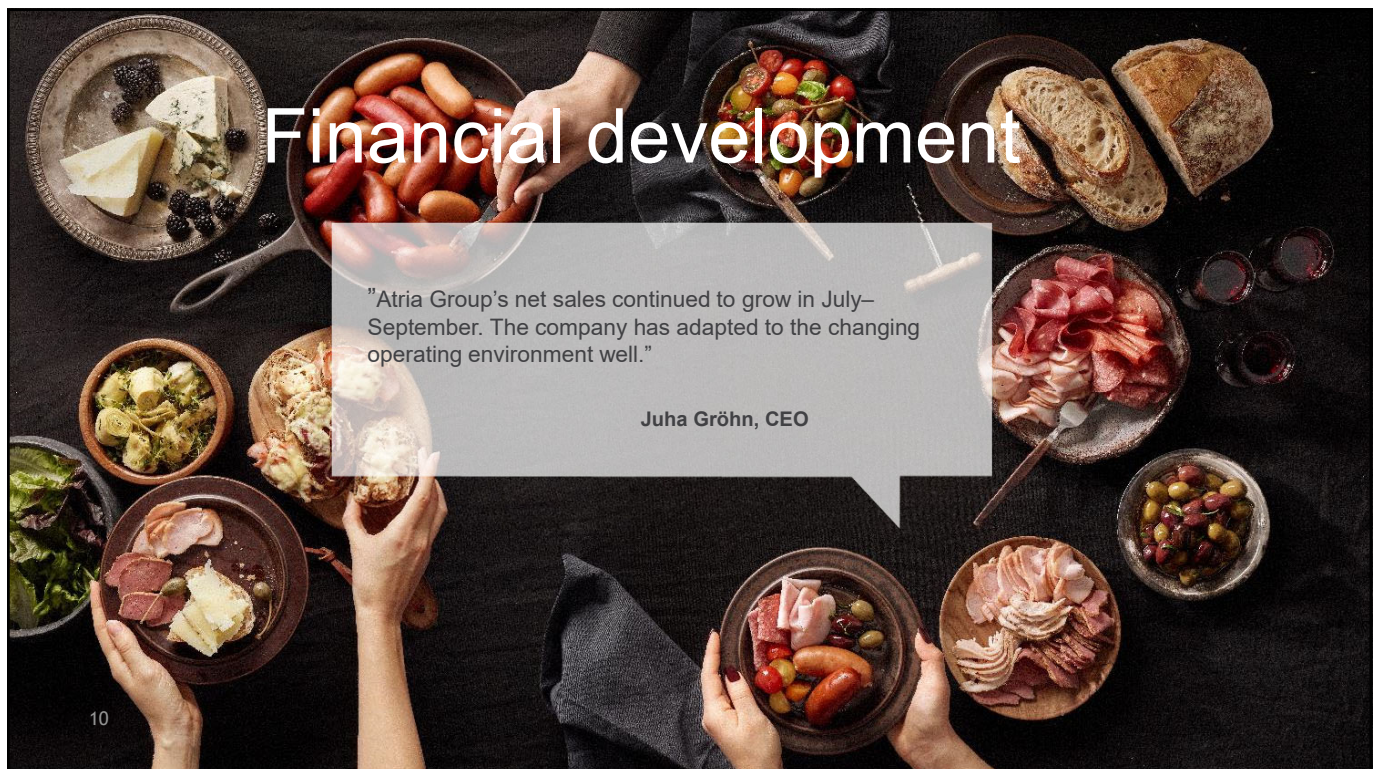 Financial development
”Atria Group’s net sales continued to grow in July–
September. The company has adapted to the changing
operating environment well.”
Juha Gröhn, CEO
10